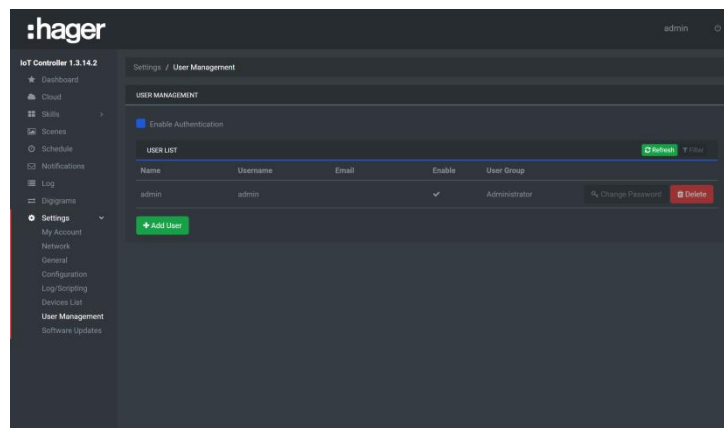 :hager
admin
IoT Controller 1.3.14.2
Dashboard
Cloud
Skills
Scenes
Schedule
Notifications
Log
Digigrams
Settings
My Account
Network
General
Configuration
Log/Scripting
Devices List
User Management
Software Updates
Settings / User Management
USER MANAGEMENT
Enable Authentication
USER LIST
Refresh Filter
Name Username Email Enable User Group
admin admin Administrator Change Password Delete
+ Add User